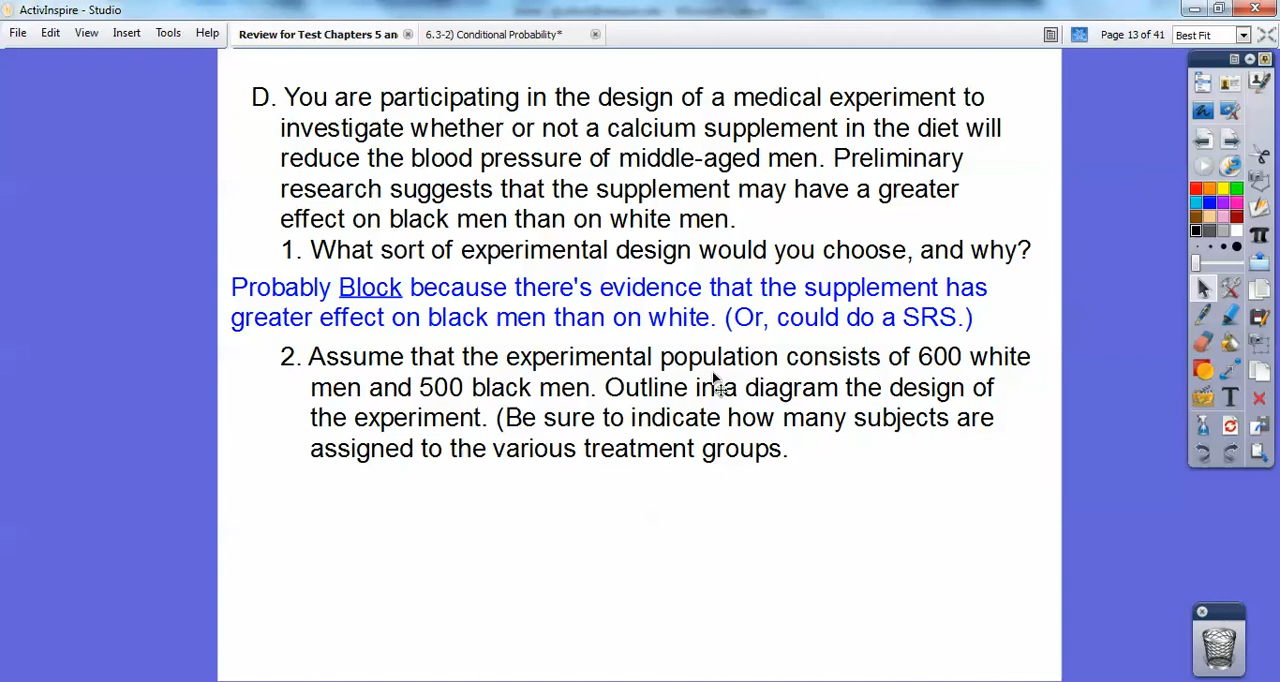 ActivInspire - Studio
File Edit View Insert Tools Help
Review for Test Chapters 5 an
6.3-2) Conditional Probability*
Page 13 of 41
Best Fit
D. You are participating in the design of a medical experiment to
investigate whether or not a calcium supplement in the diet will
reduce the blood pressure of middle-aged men. Preliminary
research suggests that the supplement may have a greater
effect on black men than on white men.
1. What sort of experimental design would you choose, and why?
Probably Block because there's evidence that the supplement has
greater effect on black men than on white. (Or, could do a SRS.)
2. Assume that the experimental population consists of 600 white
men and 500 black men. Outline in a diagram the design of
the experiment. (Be sure to indicate how many subjects are
assigned to the various treatment groups.